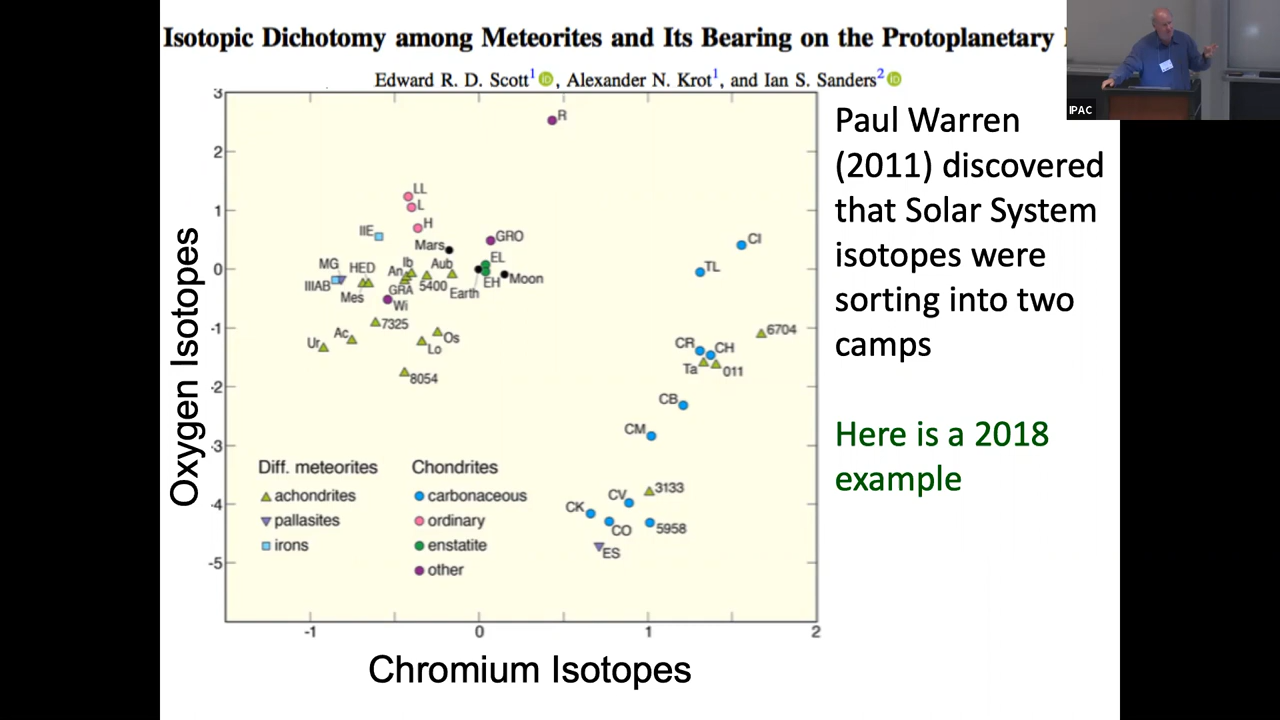 Isotopic Dichotomy among Meteorites and Its Bearing on the Protoplanetary
Edward R. D. Scott1 iD, Alexander N. Krot1, and Ian S. Sanders2 iD
IPAC
Paul Warren
(2011) discovered
that Solar System
isotopes were
sorting into two
camps
Here is a 2018
example
Oxygen Isotopes
3
2
1
0
-1
-2
-3
-4
-5
R
LL
L
H
IIE
Mars
GRO
EL
EH
Moon
Earth
MG
HED
An
Ib
Aub
IIIAB
Mes
GRA
5400
Wi
7325
Ur
Ac
Os
Lo
8054
CI
TL
6704
CR
CH
Ta
011
CB
CM
3133
CV
CK
CO
5958
ES
Diff. meteorites
achondrites
pallasites
irons
Chondrites
carbonaceous
ordinary
enstatite
other
-1
0
1
2
Chromium Isotopes